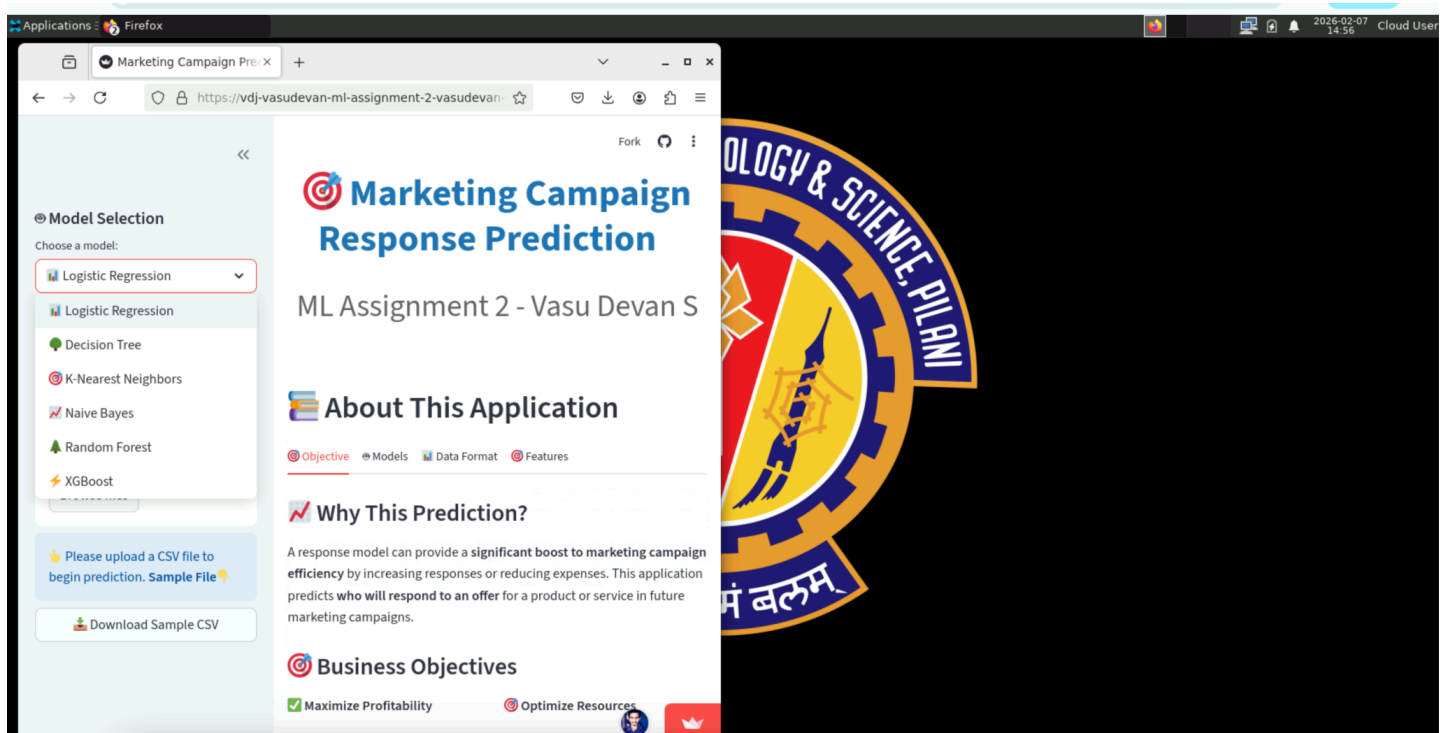 Applications
Firefox
2026-02-07
14:56
Cloud User
Marketing Campaign Pre
https://vdj-vasudevan-ml-assignment-2-vasudevan-
Fork
Model Selection
Choose a model:
Logistic Regression
Logistic Regression
Decision Tree
K-Nearest Neighbors
Naive Bayes
Random Forest
XGBoost
Please upload a CSV file to
begin prediction. Sample File
Download Sample CSV
Marketing Campaign
Response Prediction
ML Assignment 2 - Vasu Devan S
About This Application
Objective Models Data Format Features
Why This Prediction?
A response model can provide a significant boost to marketing campaign
efficiency by increasing responses or reducing expenses. This application
predicts who will respond to an offer for a product or service in future
marketing campaigns.
Business Objectives
Maximize Profitability Optimize Resources
OLOGY & SCIENCE, PILANI
मं बलम्